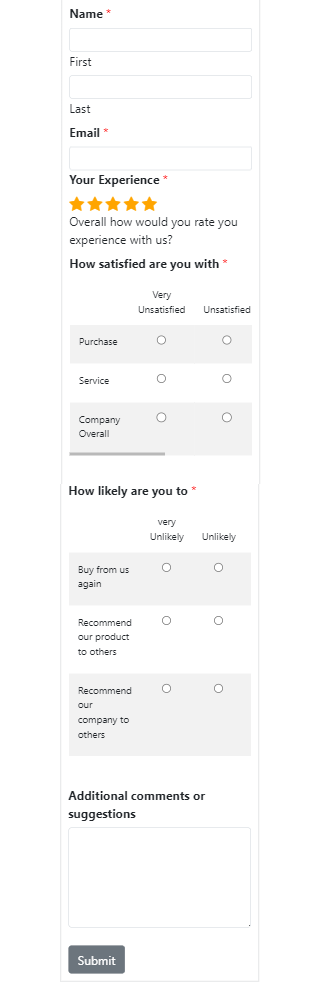 Name *
First
Last
Email *
Your Experience *
Overall how would you rate you
experience with us?
How satisfied are you with *
Very
Unsatisfied Unsatisfied
Purchase
Service
Company
Overall
How likely are you to *
very
Unlikely Unlikely
Buy from us
again
Recommend
our product
to others
Recommend
our
company to
others
Additional comments or
suggestions
Submit